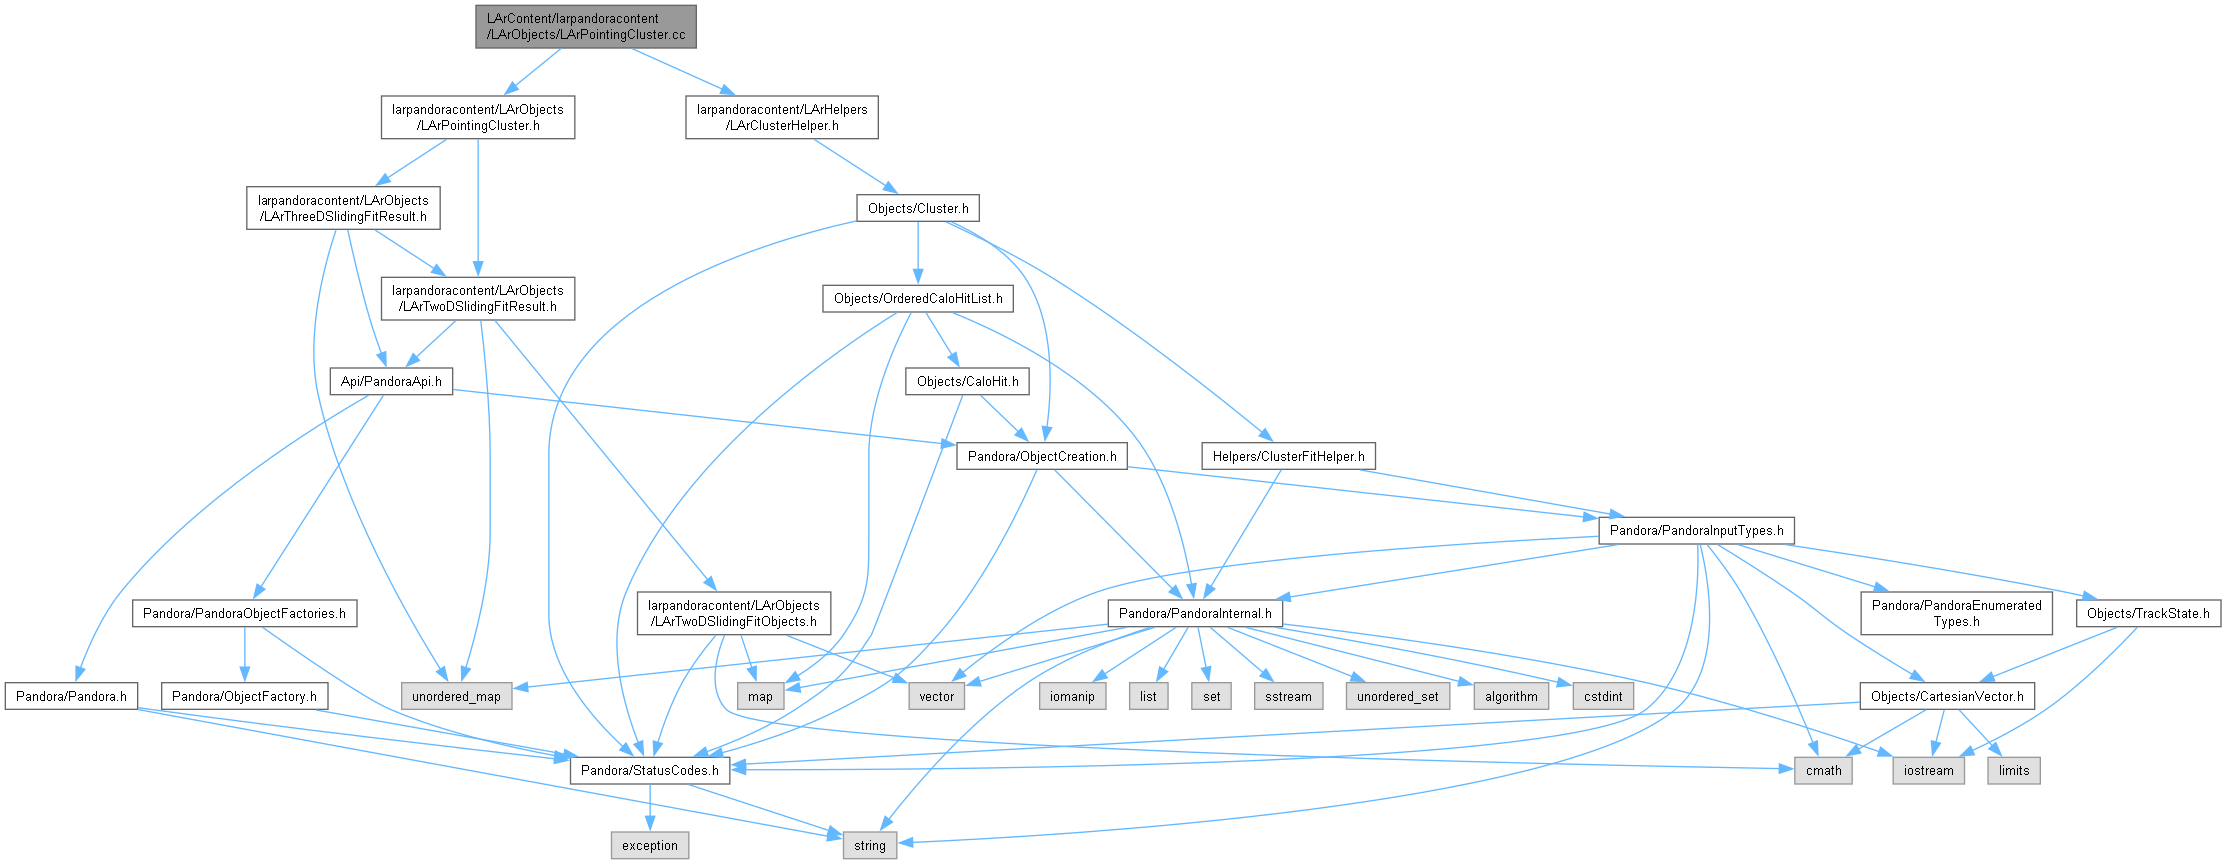 LArContent/larpandoracontent
/LArObjects/LArPointingCluster.cc
larpandoracontent/LArObjects
/LArPointingCluster.h
larpandoracontent/LArHelpers
/LArClusterHelper.h
larpandoracontent/LArObjects
/LArThreeDSlidingFitResult.h
Objects/Cluster.h
larpandoracontent/LArObjects
/LArTwoDSlidingFitResult.h
Objects/OrderedCaloHitList.h
Api/PandoraApi.h
Objects/CaloHit.h
Pandora/ObjectCreation.h
Helpers/ClusterFitHelper.h
Pandora/PandoraInputTypes.h
Pandora/PandoraObjectFactories.h
larpandoracontent/LArObjects
/LArTwoDSlidingFitObjects.h
Pandora/PandoraInternal.h
Pandora/PandoraEnumerated
Types.h
Objects/TrackState.h
Pandora/Pandora.h
Pandora/ObjectFactory.h
unordered_map
map
vector
iomanip
list
set
sstream
unordered_set
algorithm
cstdint
Objects/CartesianVector.h
Pandora/StatusCodes.h
cmath
iostream
limits
exception
string